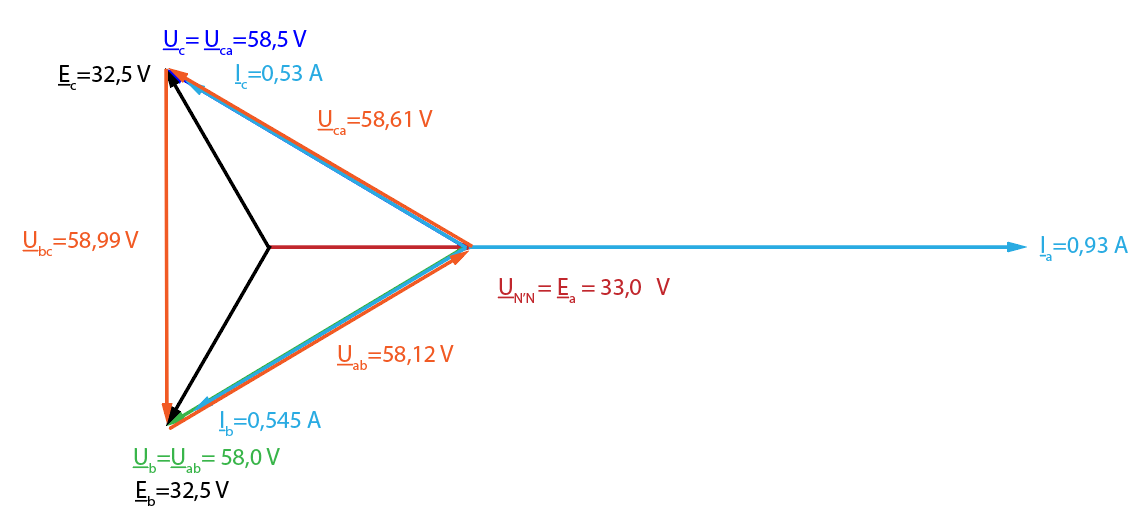 U_c= U_ca=58,5 V
E_c=32,5 V
I_c=0,53 A
U_ca=58,61 V
U_bc=58,99 V
I_a=0,93 A
U_N'N = E_a = 33,0 V
U_ab=58,12 V
I_b=0,545 A
U_b=U_ab= 58,0 V
E_b=32,5 V